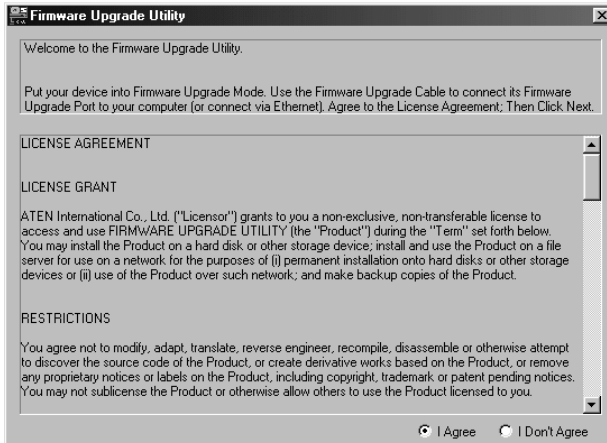 Firmware Upgrade Utility
Welcome to the Firmware Upgrade Utility.
Put your device into Firmware Upgrade Mode. Use the Firmware Upgrade Cable to connect its Firmware
Upgrade Port to your computer (or connect via Ethernet). Agree to the License Agreement; Then Click Next.
LICENSE AGREEMENT
LICENSE GRANT
ATEN International Co., Ltd. ("Licensor") grants to you a non-exclusive, non-transferable license to
access and use FIRMWARE UPGRADE UTILITY (the "Product") during the "Term" set forth below.
You may install the Product on a hard disk or other storage device; install and use the Product on a file
server for use on a network for the purposes of (i) permanent installation onto hard disks or other storage
devices or (ii) use of the Product over such network; and make backup copies of the Product.
RESTRICTIONS
You agree not to modify, adapt, translate, reverse engineer, recompile, disassemble or otherwise attempt
to discover the source code of the Product, or create derivative works based on the Product, or remove
any proprietary notices or labels on the Product, including copyright, trademark or patent pending notices.
You may not sublicense the Product or otherwise allow others to use the Product licensed to you.
I Agree I Don't Agree